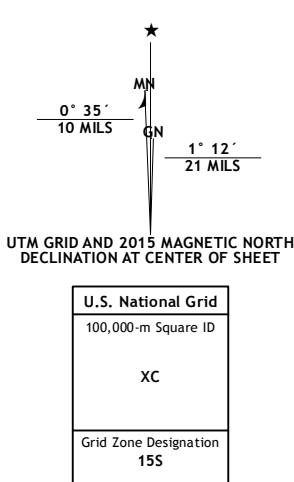 ★
MN
0° 35´
10 MILS
GN
1° 12´
21 MILS
UTM GRID AND 2015 MAGNETIC NORTH
DECLINATION AT CENTER OF SHEET
U.S. National Grid
100,000-m Square ID
XC
Grid Zone Designation
15S